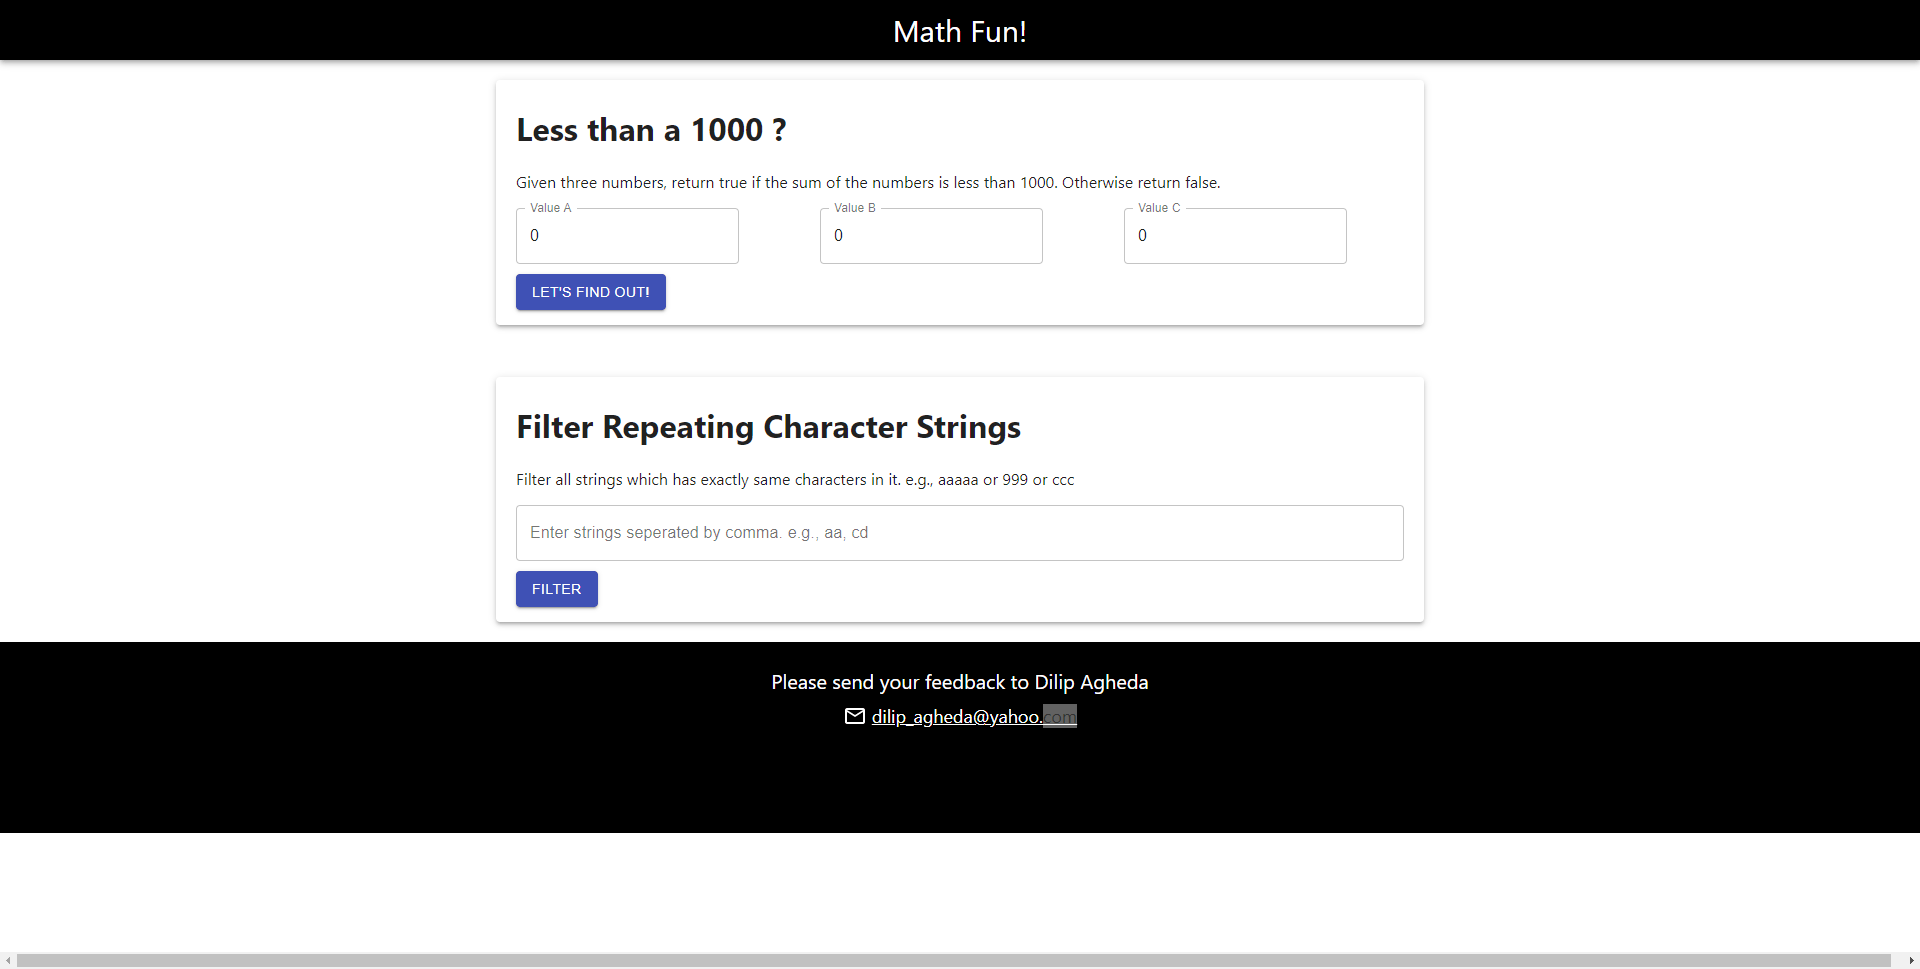 Math Fun!
Less than a 1000 ?
Given three numbers, return true if the sum of the numbers is less than 1000. Otherwise return false.
Value A Value B Value C
0 0 0
LET'S FIND OUT!
Filter Repeating Character Strings
Filter all strings which has exactly same characters in it. e.g., aaaaa or 999 or ccc
Enter strings seperated by comma. e.g., aa, cd
FILTER
Please send your feedback to Dilip Agheda
dilip_agheda@yahoo.com